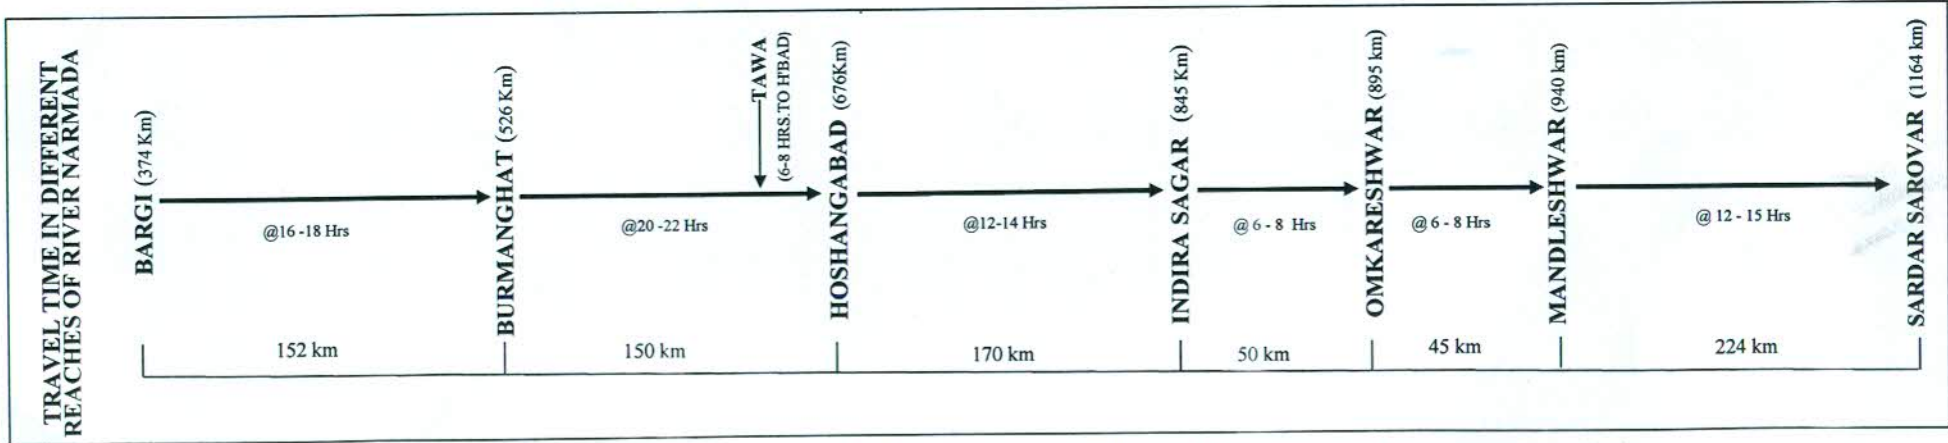 TRAVEL TIME IN DIFFERENT
REACHES OF RIVER NARMADA
BARGI (374 Km)
@16 -18 Hrs
BURMANGHAT (526 Km)
@20 -22 Hrs
TAWA
(6-8 HRS.TO H'BAD)
HOSHANGABAD (676Km)
@12-14 Hrs
INDIRA SAGAR (845 Km)
@ 6 - 8 Hrs
OMKARESHWAR (895 km)
@ 6 - 8 Hrs
MANDLESHWAR (940 km)
@ 12 - 15 Hrs
SARDAR SAROVAR (1164 km)
152 km
150 km
170 km
50 km
45 km
224 km